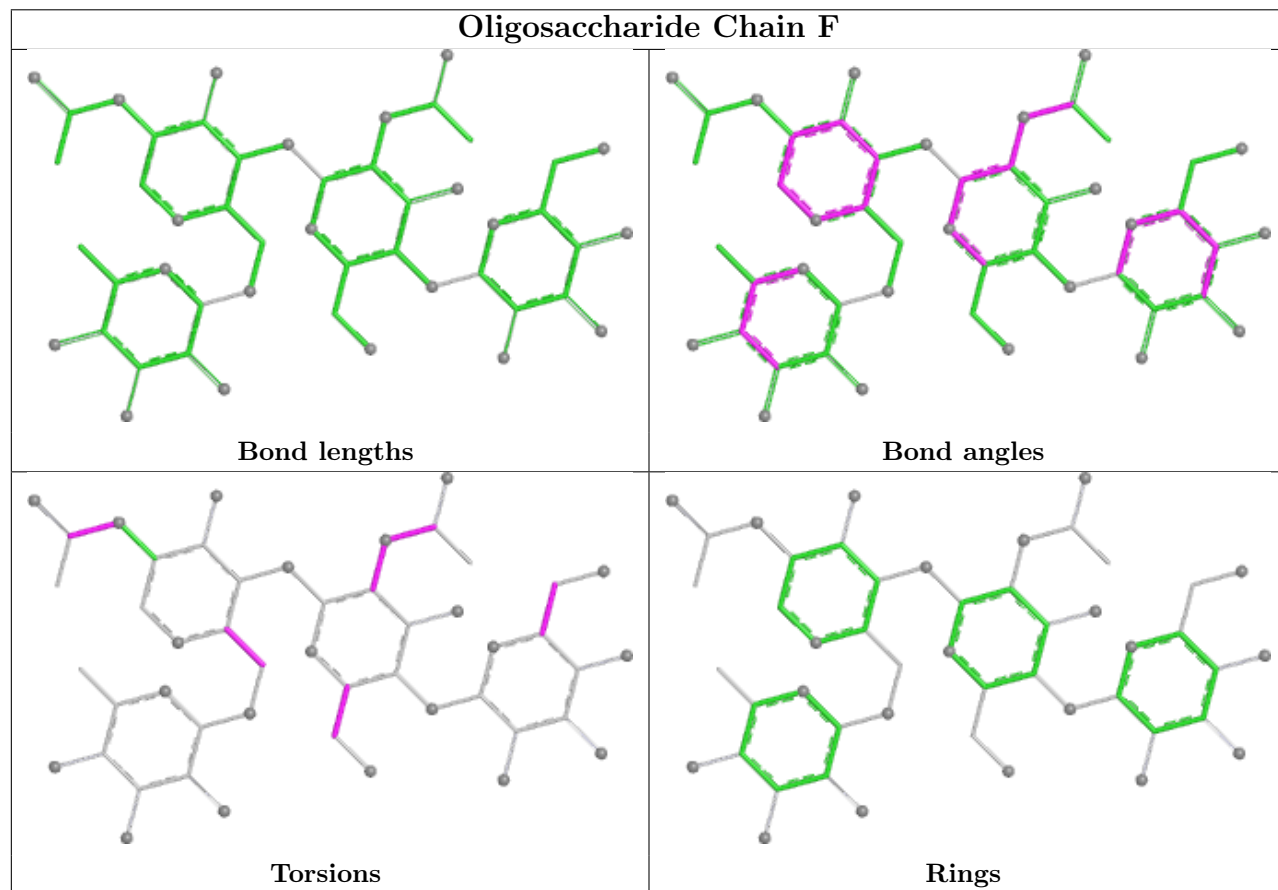 Oligosaccharide Chain F
Bond lengths
Bond angles
Torsions
Rings